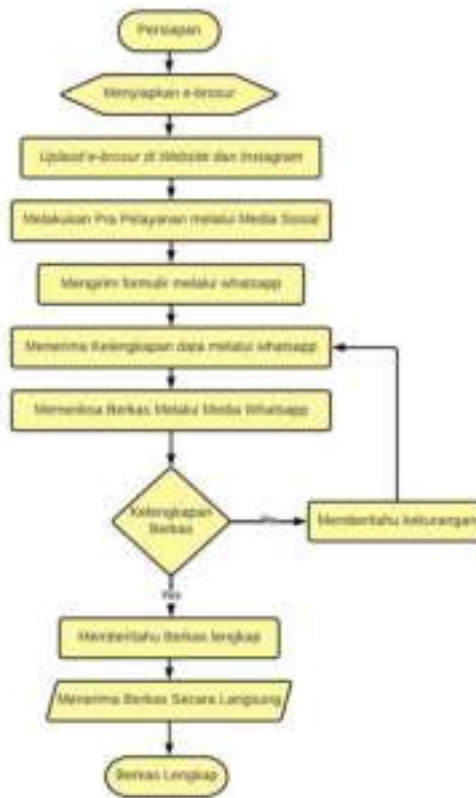 Persiapan
Menyiapkan e-brosur
Upload e-brosur di Website dan Instagram
Melakukan Pra Pelayanan melalui Media Sosial
Mengirim formulir melalui whatsapp
Menerima Kelengkapan data melalui whatsapp
Memeriksa Berkas Melalui Media Whatsapp
Kelengkapan
Berkas
Memberitahu kekurangan
Yes
Memberitahu Berkas lengkap
Menerima Berkas Secara Langsung
Berkas Lengkap